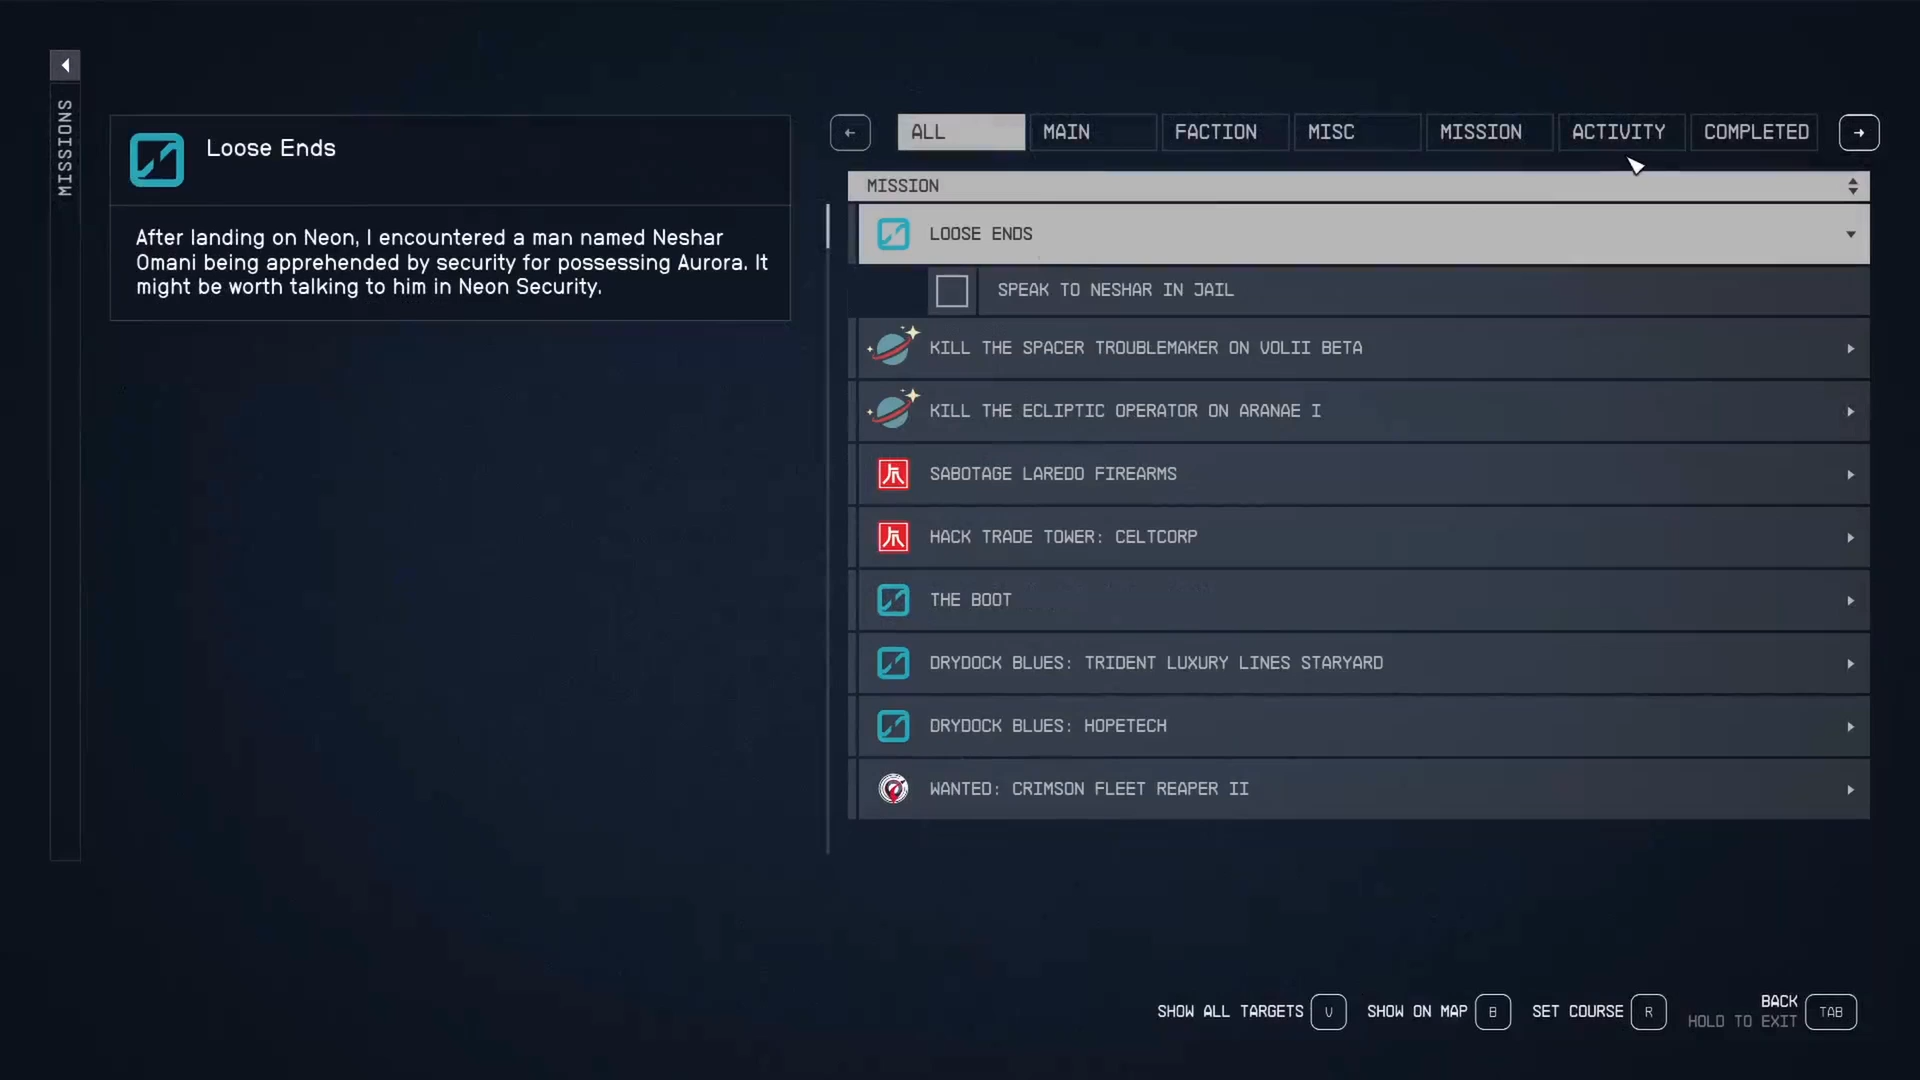 MISSIONS
Loose Ends
After landing on Neon, I encountered a man named Neshar
Omani being apprehended by security for possessing Aurora. It
might be worth talking to him in Neon Security.
ALL MAIN FACTION MISC MISSION ACTIVITY COMPLETED
MISSION
LOOSE ENDS
SPEAK TO NESHAR IN JAIL
KILL THE SPACER TROUBLEMAKER ON VOLII BETA
KILL THE ECLIPTIC OPERATOR ON ARANAE I
SABOTAGE LAREDO FIREARMS
HACK TRADE TOWER: CELTCORP
THE BOOT
DRYDOCK BLUES: TRIDENT LUXURY LINES STARYARD
DRYDOCK BLUES: HOPETECH
WANTED: CRIMSON FLEET REAPER II
SHOW ALL TARGETS V SHOW ON MAP B SET COURSE R BACK TAB
HOLD TO EXIT